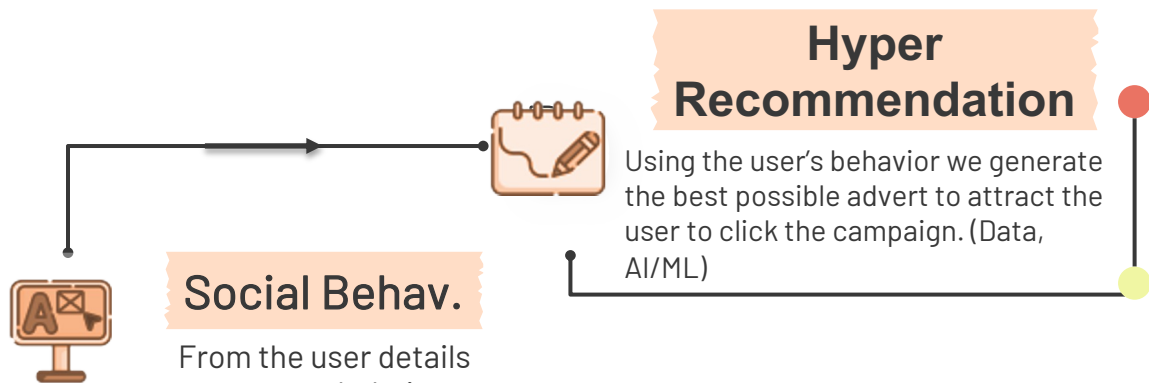 Hyper
Recommendation
Using the user's behavior we generate
the best possible advert to attract the
user to click the campaign. (Data,
AI/ML)
Social Behav.
From the user details
A